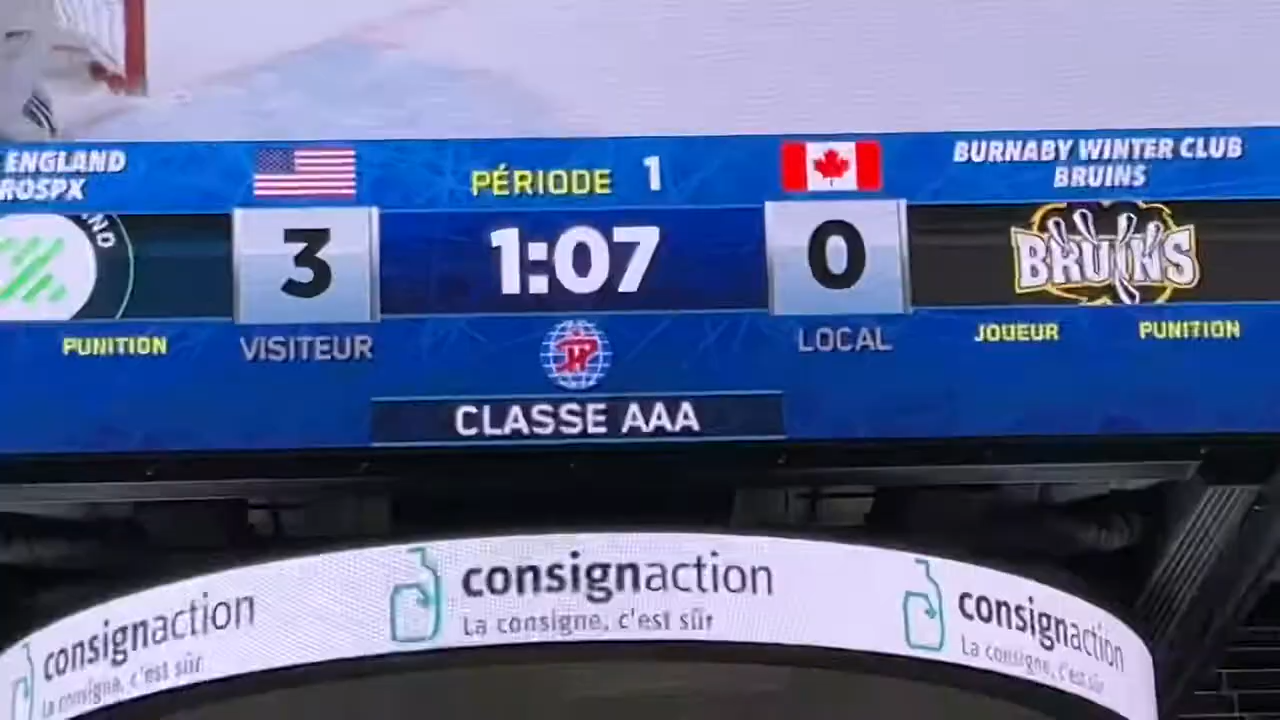 ENGLAND
ROSPX
PÉRIODE 1
BURNABY WINTER CLUB
BRUINS
ND
3
1:07
0
BRUINS
PUNITION
VISITEUR
LOCAL
JOUEUR
PUNITION
CLASSE AAA
consignaction
La consigne, c'est sûr
consignaction
La consigne, c'est sûr
consignaction
La consigne, c'est sûr